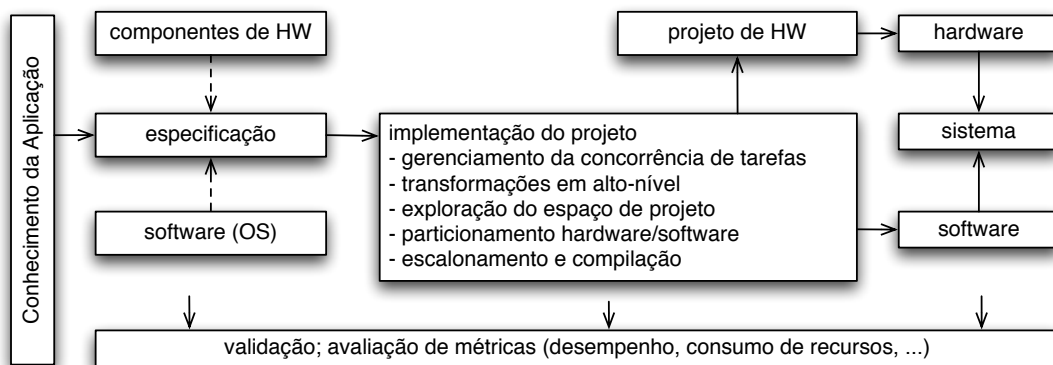 Conhecimento da Aplicação
componentes de HW
projeto de HW
hardware
especificação
implementação do projeto
- gerenciamento da concorrência de tarefas
- transformações em alto-nível
- exploração do espaço de projeto
- particionamento hardware/software
- escalonamento e compilação
sistema
software (OS)
software
validação; avaliação de métricas (desempenho, consumo de recursos, ...)